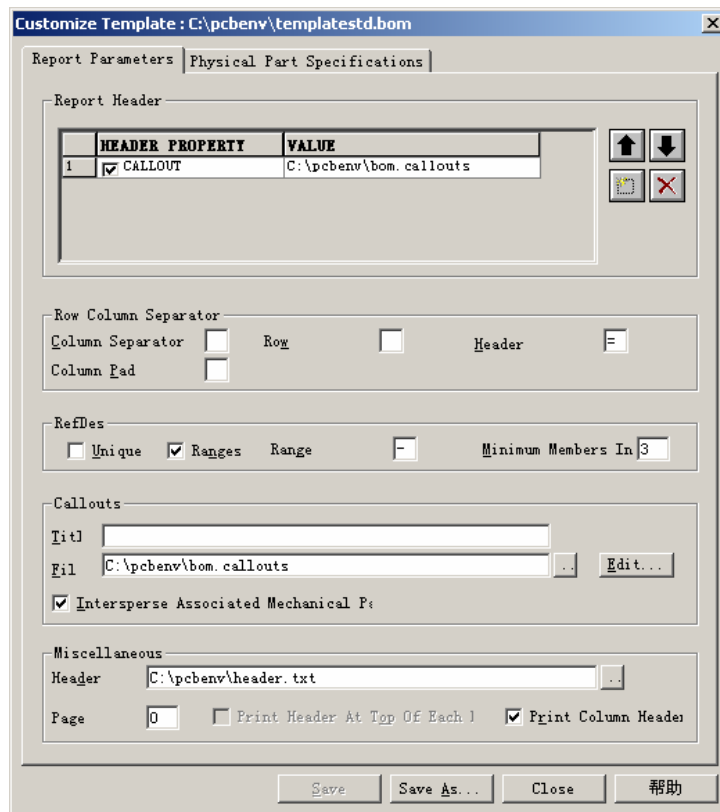 Customize Template : C:\pcbenv\templatestd.bom
Report Parameters Physical Part Specifications
Report Header
HEADER PROPERTY VALUE
1 CALLOUT C:\pcbenv\bom.callouts
Row Column Separator
Column Separator Row Header =
Column Pad
RefDes
Unique Ranges Range - Minimum Members In 3
Callouts
Titl
Fil C:\pcbenv\bom.callouts .. Edit...
Intersperse Associated Mechanical Pa
Miscellaneous
Header C:\pcbenv\header.txt ..
Page 0 Print Header At Top Of Each Print Column Header
Save Save As... Close 帮助